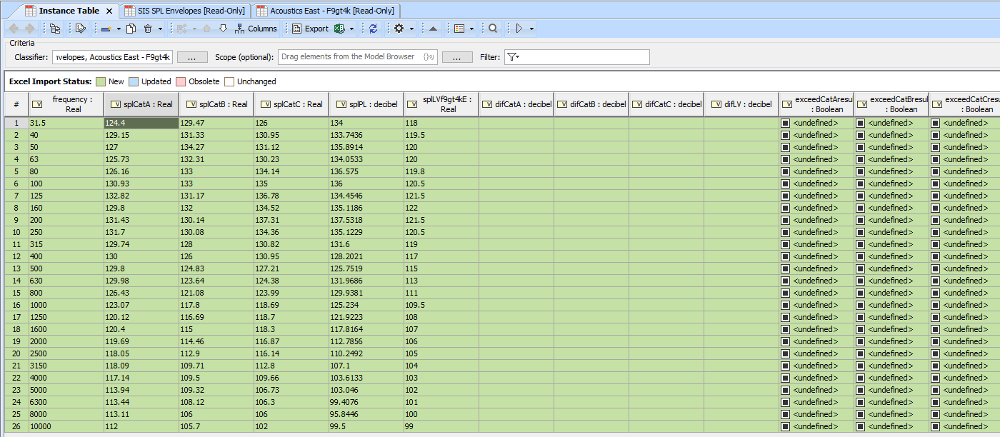 Instance Table × SIS SPL Envelopes [Read-Only] Acoustics East - F9gt4k [Read-Only]
Columns Export
Criteria
Classifier: velopes, Acoustics East - F9gt4k ... Scope (optional): Drag elements from the Model Browser {}xy ... Filter:
Excel Import Status: New Updated Obsolete Unchanged
# frequency : Real splCatA : Real splCatB : Real splCatC : Real splPL : decibel splLVf9gt4kE : Real difCatA : decibel difCatB : decibel difCatC : decibel difLV : decibel exceedCatAresul : Boolean exceedCatBresul : Boolean exceedCatCresu : Boolean
1 31.5 124.4 129.47 126 134 118 <undefined> <undefined> <undefined>
2 40 129.15 131.33 130.95 133.7436 119.5 <undefined> <undefined> <undefined>
3 50 127 134.27 131.12 135.8914 120 <undefined> <undefined> <undefined>
4 63 125.73 132.31 130.23 134.0533 120 <undefined> <undefined> <undefined>
5 80 126.16 133 134.14 136.575 119.8 <undefined> <undefined> <undefined>
6 100 130.93 133 135 136 120.5 <undefined> <undefined> <undefined>
7 125 132.82 131.17 136.78 134.4546 121.5 <undefined> <undefined> <undefined>
8 160 129.8 132 134.52 135.1186 122 <undefined> <undefined> <undefined>
9 200 131.43 130.14 137.31 137.5318 121.5 <undefined> <undefined> <undefined>
10 250 131.7 130.08 134.36 135.1229 120.5 <undefined> <undefined> <undefined>
11 315 129.74 128 130.82 131.6 119 <undefined> <undefined> <undefined>
12 400 130 126 130.95 128.2021 117 <undefined> <undefined> <undefined>
13 500 129.8 124.83 127.21 125.7519 115 <undefined> <undefined> <undefined>
14 630 129.98 123.64 124.38 131.9686 113 <undefined> <undefined> <undefined>
15 800 126.43 121.08 123.99 129.9381 111 <undefined> <undefined> <undefined>
16 1000 123.07 117.8 118.69 125.234 109.5 <undefined> <undefined> <undefined>
17 1250 120.12 116.69 118.7 121.9223 108 <undefined> <undefined> <undefined>
18 1600 120.4 115 118.3 117.8164 107 <undefined> <undefined> <undefined>
19 2000 119.69 114.46 116.87 112.7856 106 <undefined> <undefined> <undefined>
20 2500 118.05 112.9 116.14 110.2492 105 <undefined> <undefined> <undefined>
21 3150 118.09 109.71 112.8 107.1 104 <undefined> <undefined> <undefined>
22 4000 117.14 109.5 109.66 103.6133 103 <undefined> <undefined> <undefined>
23 5000 113.94 109.32 106.73 103.046 102 <undefined> <undefined> <undefined>
24 6300 113.44 108.12 106.3 99.4076 101 <undefined> <undefined> <undefined>
25 8000 113.11 106 106 95.8446 100 <undefined> <undefined> <undefined>
26 10000 112 105.7 102 99.5 99 <undefined> <undefined> <undefined>